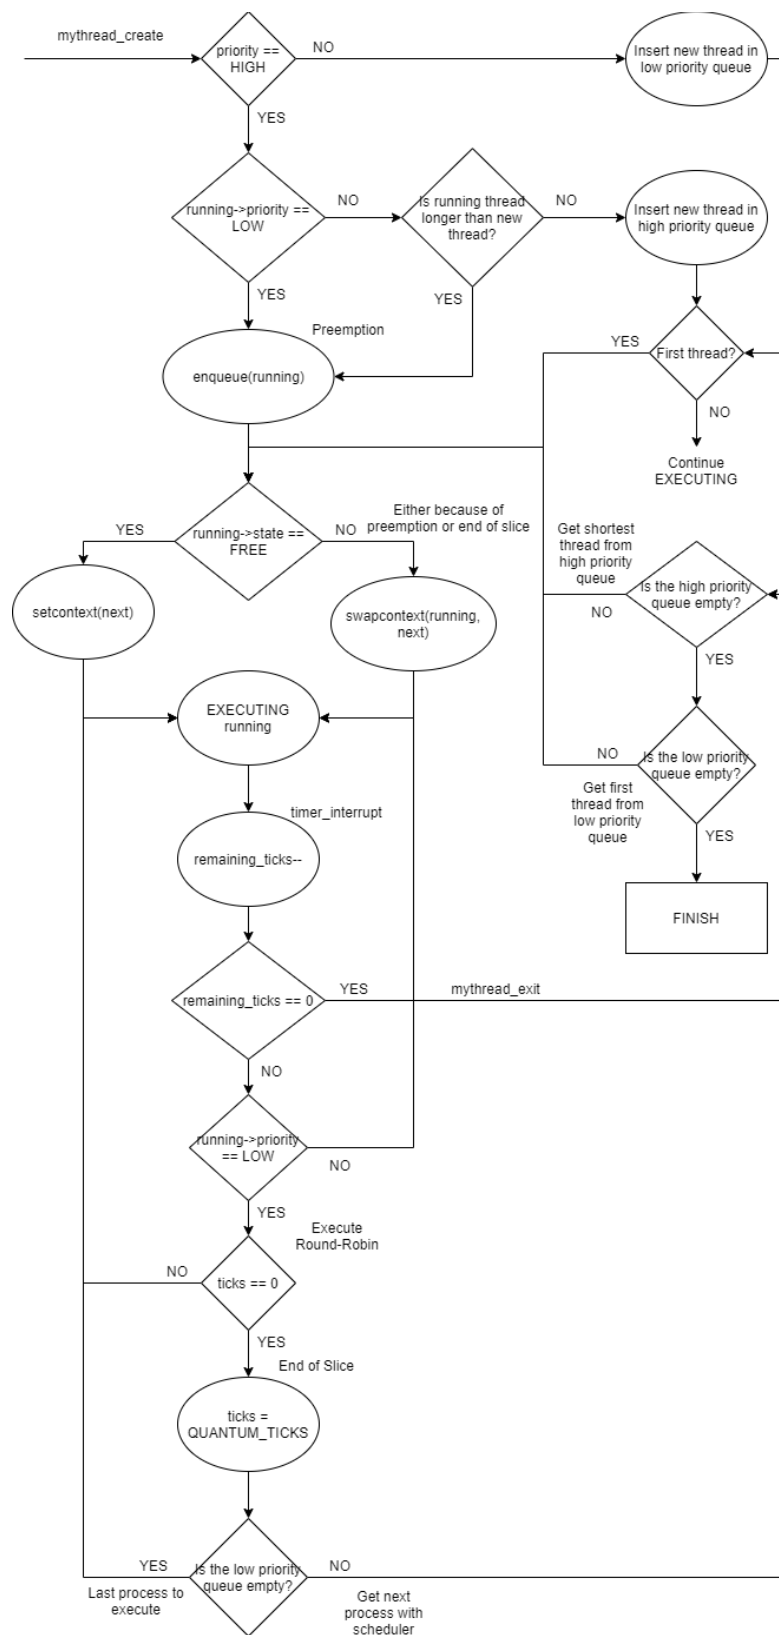 mythread_create
priority ==
HIGH
NO
Insert new thread in
low priority queue
YES
running->priority ==
LOW
NO
Is running thread
longer than new
thread?
NO
Insert new thread in
high priority queue
YES
YES
Preemption
enqueue(running)
YES
First thread?
NO
Continue
EXECUTING
YES
running->state ==
FREE
NO
Either because of
preemption or end of slice
setcontext(next)
swapcontext(running,
next)
Get shortest
thread from
high priority
queue
Is the high priority
queue empty?
NO
YES
EXECUTING
running
NO
Is the low priority
queue empty?
Get first
thread from
low priority
queue
YES
FINISH
timer_interrupt
remaining_ticks--
remaining_ticks == 0
YES
mythread_exit
NO
running->priority
== LOW
NO
YES
Execute
Round-Robin
NO
ticks == 0
YES
End of Slice
ticks =
QUANTUM_TICKS
YES
Is the low priority
queue empty?
NO
Last process to
execute
Get next
process with
scheduler